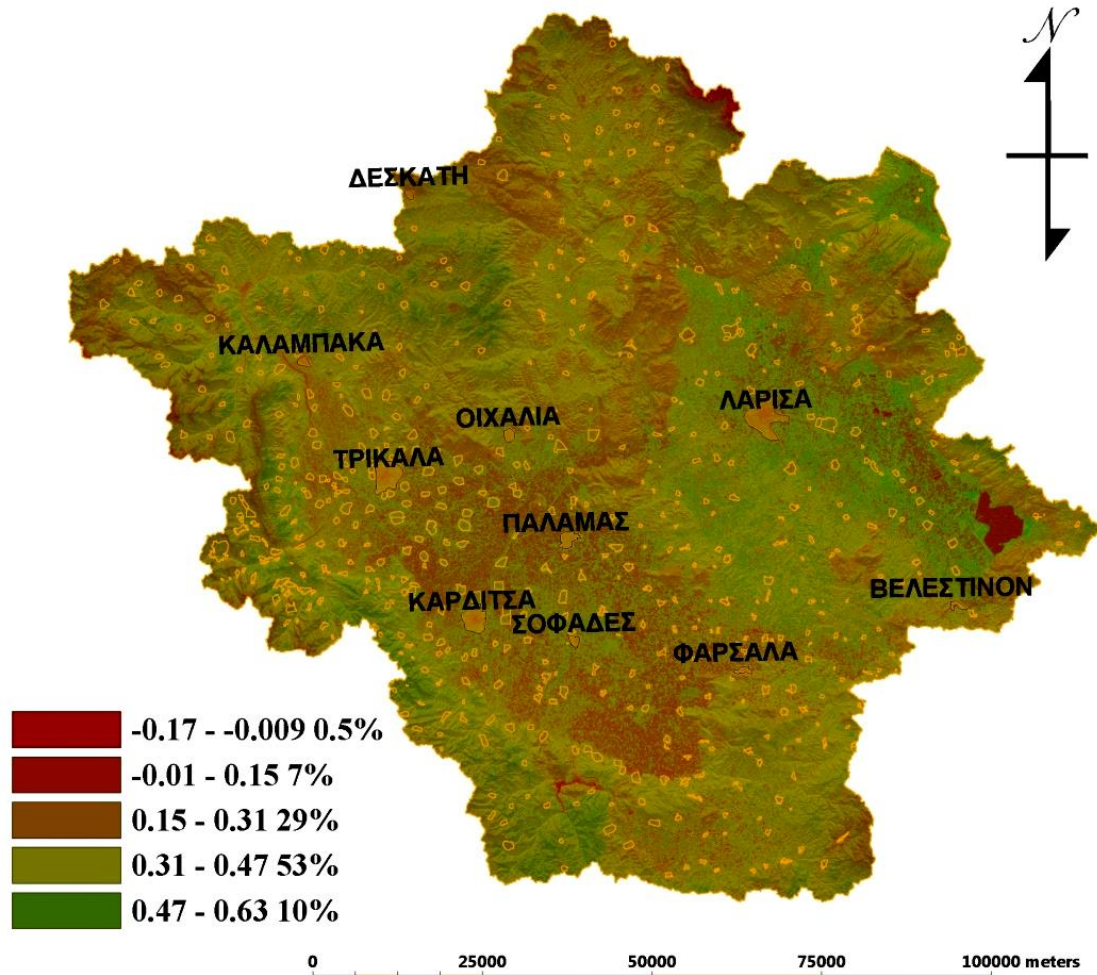 N
ΔΕΣΚΑΤΗ
ΚΑΛΑΜΠΑΚΑ
ΟΙΧΑΛΙΑ
ΛΑΡΙΣΑ
ΤΡΙΚΑΛΑ
ΠΑΛΑΜΑΣ
ΒΕΛΕΣΤΙΝΟΝ
ΚΑΡΔΙΤΣΑ
ΣΟΦΑΔΕΣ
ΦΑΡΣΑΛΑ
-0.17 - -0.009 0.5%
-0.01 - 0.15 7%
0.15 - 0.31 29%
0.31 - 0.47 53%
0.47 - 0.63 10%
0 25000 50000 75000 100000 meters